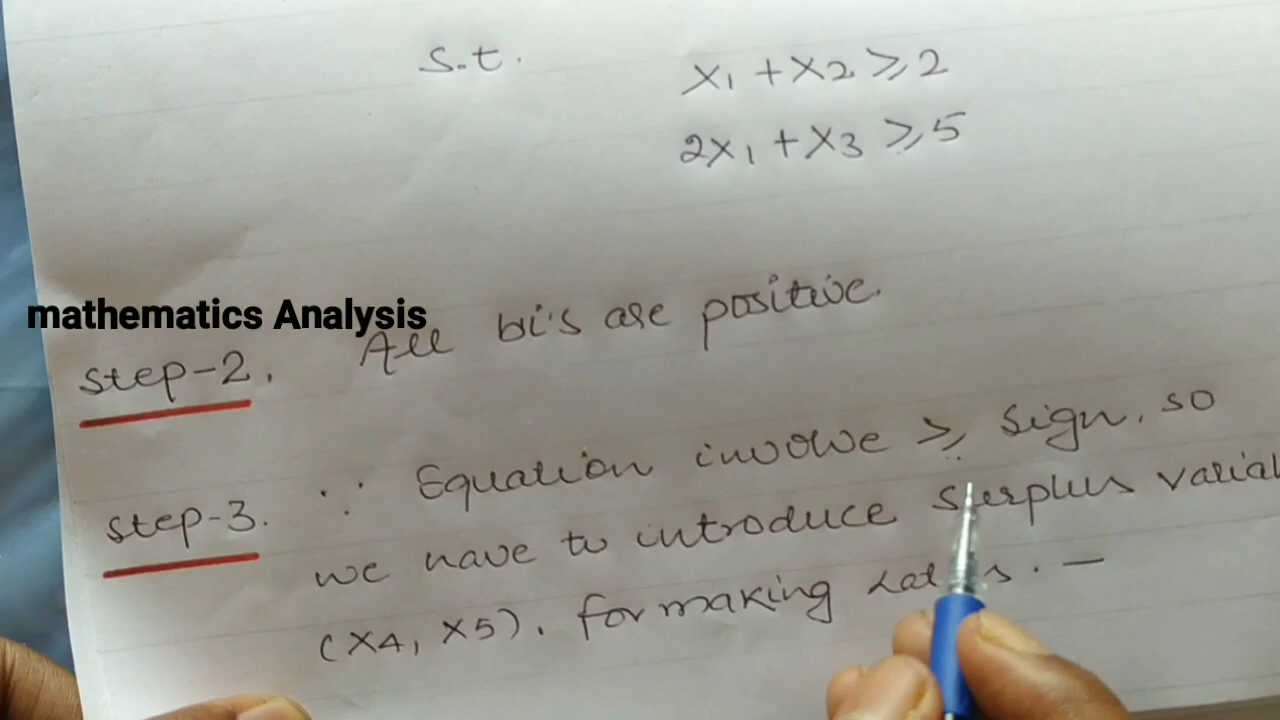 S.t. X1 + X2 ⩾ 2
2X1 + X3 ⩾ 5
mathematics Analysis
Step-2. All bi's are positive.
Step-3. ∵ Equation involve ⩾ sign, so
we have to introduce surplus
(X4, X5). for making